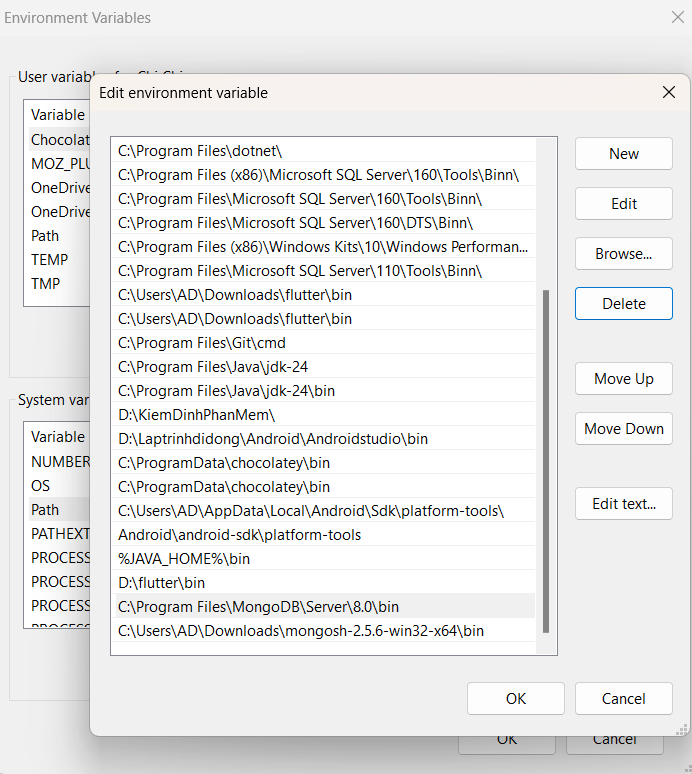 Environment Variables
User variabl
Edit environment variable
Variable
Chocolat
MOZ_PLU
OneDrive
OneDrive
Path
TEMP
TMP
System var
Variable
NUMBER
OS
Path
PATHEXT
PROCESS
PROCESS
PROCESS
C:\Program Files\dotnet\
C:\Program Files (x86)\Microsoft SQL Server\160\Tools\Binn\
C:\Program Files\Microsoft SQL Server\160\Tools\Binn\
C:\Program Files\Microsoft SQL Server\160\DTS\Binn\
C:\Program Files (x86)\Windows Kits\10\Windows Performan...
C:\Program Files\Microsoft SQL Server\110\Tools\Binn\
C:\Users\AD\Downloads\flutter\bin
C:\Users\AD\Downloads\flutter\bin
C:\Program Files\Git\cmd
C:\Program Files\Java\jdk-24
C:\Program Files\Java\jdk-24\bin
D:\KiemDinhPhanMem\
D:\Laptrinhdidong\Android\Androidstudio\bin
C:\ProgramData\chocolatey\bin
C:\ProgramData\chocolatey\bin
C:\Users\AD\AppData\Local\Android\Sdk\platform-tools\
Android\android-sdk\platform-tools
%JAVA_HOME%\bin
D:\flutter\bin
C:\Program Files\MongoDB\Server\8.0\bin
C:\Users\AD\Downloads\mongosh-2.5.6-win32-x64\bin
New
Edit
Browse...
Delete
Move Up
Move Down
Edit text...
OK
Cancel
OK
Cancel